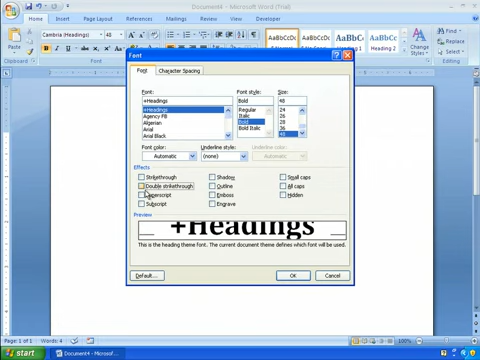 Document4 - Microsoft Word (Trial)
Home
Insert
Page Layout
References
Mailings
Review
View
Developer
Paste
Cambria (Headings)
48
AaBbCcDc
AaBbCcDc
AaBbC
AaBbCc
Heading 2
Change
Styles
Find
Replace
Select
Clipboard
Editing
Font
Font
Character Spacing
Font:
Font style:
Size:
+Headings
Bold
48
+Headings
Agency FB
Algerian
Arial
Arial Black
Regular
Italic
Bold
Bold Italic
24
26
28
36
48
Font color:
Underline style:
Underline color:
Automatic
(none)
Automatic
Effects
Strikethrough
Shadow
Small caps
Double strikethrough
Outline
All caps
Emboss
Hidden
Subscript
Engrave
Preview
+Headings
This is the heading theme font. The current document theme defines which font will be used.
Default...
OK
Cancel
Page: 1 of 1
Words: 4
100%
start
Document4 - Microsof...